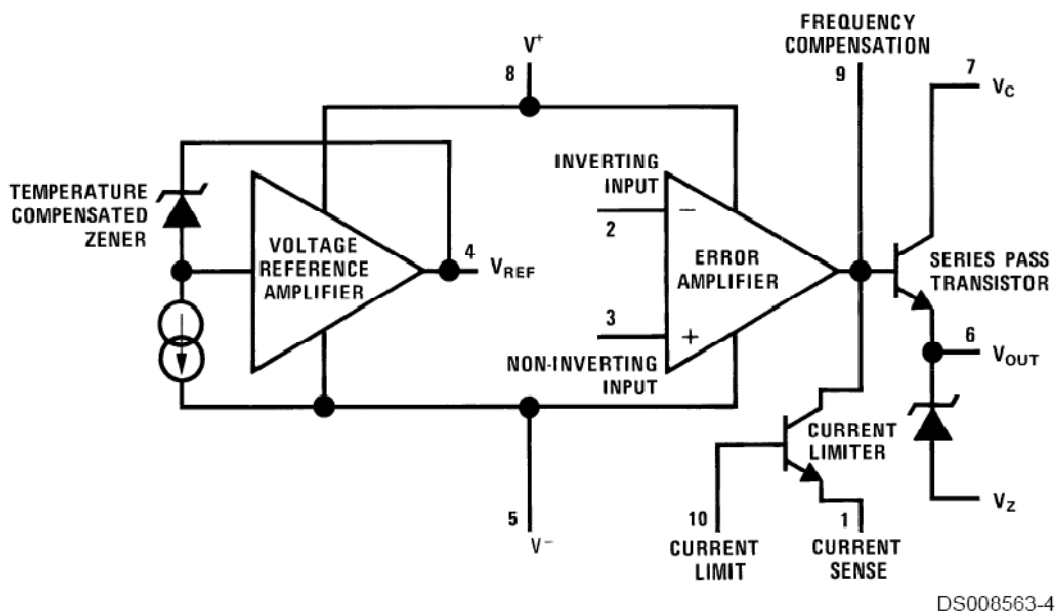 FREQUENCY
COMPENSATION
V+
8
9
7
VC
TEMPERATURE
COMPENSATED
ZENER
VOLTAGE
REFERENCE
AMPLIFIER
4
VREF
INVERTING
INPUT
−
2
ERROR
AMPLIFIER
3
+
NON-INVERTING
INPUT
SERIES PASS
TRANSISTOR
6
VOUT
CURRENT
LIMITER
VZ
5
V−
10
CURRENT
LIMIT
1
CURRENT
SENSE
DS008563-4